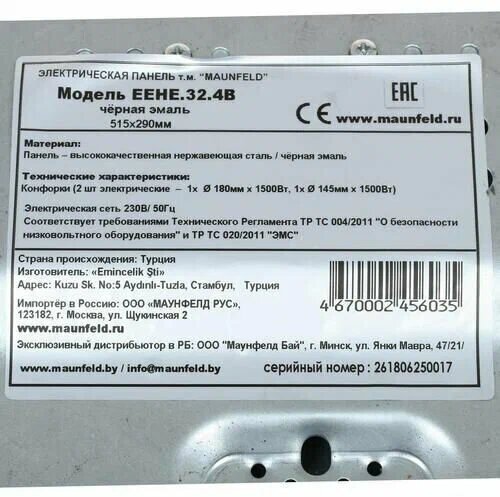 ЭЛЕКТРИЧЕСКАЯ ПАНЕЛЬ т.м. "MAUNFELD"
Модель EEHE.32.4B
чёрная эмаль
515x290мм
EAC
www.maunfeld.ru
Материал:
Панель – высококачественная нержавеющая сталь / чёрная эмаль
Технические характеристики:
Конфорки (2 шт электрические – 1х Ø 180мм х 1500Вт, 1х Ø 145мм х 1500Вт)
Электрическая сеть 230В/ 50Гц
Соответствует требованиями Технического Регламента ТР ТС 004/2011 "О безопасности
низковольтного оборудования" и ТР ТС 020/2011 "ЭМС"
Страна происхождения: Турция
Изготовитель: «Emincelik Şti»
Адрес: Kuzu Sk. No:5 Aydınlı-Tuzla, Стамбул, Турция
Импортёр в Россию: ООО «МАУНФЕЛД РУС»,
123182, г. Москва, ул. Щукинская 2
www.maunfeld.ru
4 670002 456035
Эксклюзивный дистрибьютор в РБ: ООО "Маунфелд Бай", г. Минск, ул. Янки Мавра, 47/21/
www.maunfeld.by / info@maunfeld.by
серийный номер : 261806250017